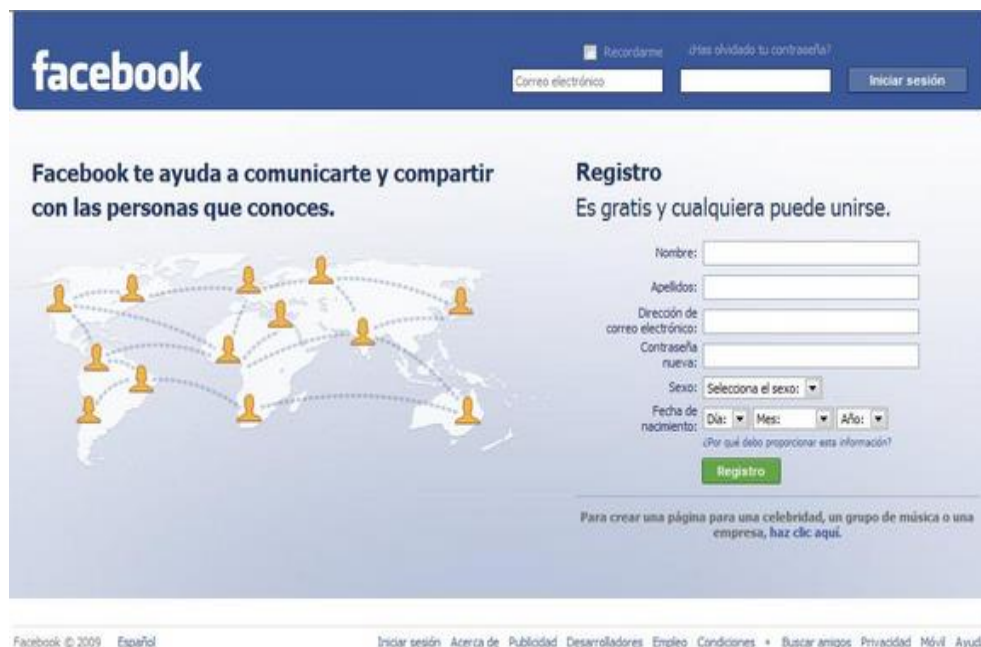 facebook
Recordarme
¿Has olvidado tu contraseña?
Correo electrónico
Iniciar sesión
Facebook te ayuda a comunicarte y compartir
con las personas que conoces.
Registro
Es gratis y cualquiera puede unirse.
Nombre:
Apellidos:
Dirección de
correo electrónico:
Contraseña
nueva:
Sexo: Selecciona el sexo:
Fecha de
nacimiento: Día: Mes: Año:
¿Por qué debo proporcionar esta información?
Registro
Para crear una página para una celebridad, un grupo de música o una
empresa, haz clic aquí.
Facebook © 2009 Español
Iniciar sesión Acerca de Publicidad Desarrolladores Empleo Condiciones • Buscar amigos Privacidad Móvil Ayud